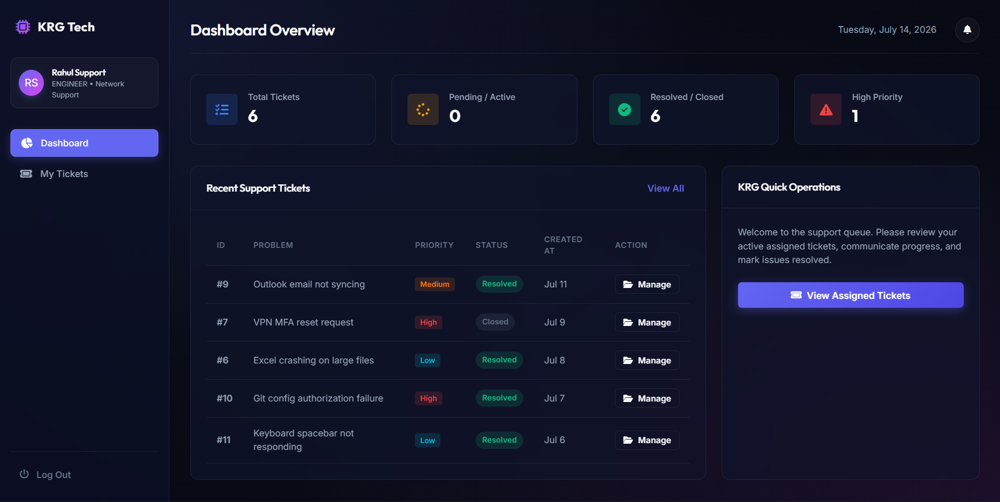 KRG Tech
RS
Rahul Support
ENGINEER • Network
Support
Dashboard
My Tickets
Log Out
Dashboard Overview
Tuesday, July 14, 2026
Total Tickets
6
Pending / Active
0
Resolved / Closed
6
High Priority
1
Recent Support Tickets
View All
ID PROBLEM PRIORITY STATUS CREATED AT ACTION
#9 Outlook email not syncing Medium Resolved Jul 11 Manage
#7 VPN MFA reset request High Closed Jul 9 Manage
#6 Excel crashing on large files Low Resolved Jul 8 Manage
#10 Git config authorization failure High Resolved Jul 7 Manage
#11 Keyboard spacebar not responding Low Resolved Jul 6 Manage
KRG Quick Operations
Welcome to the support queue. Please review your
active assigned tickets, communicate progress, and
mark issues resolved.
View Assigned Tickets